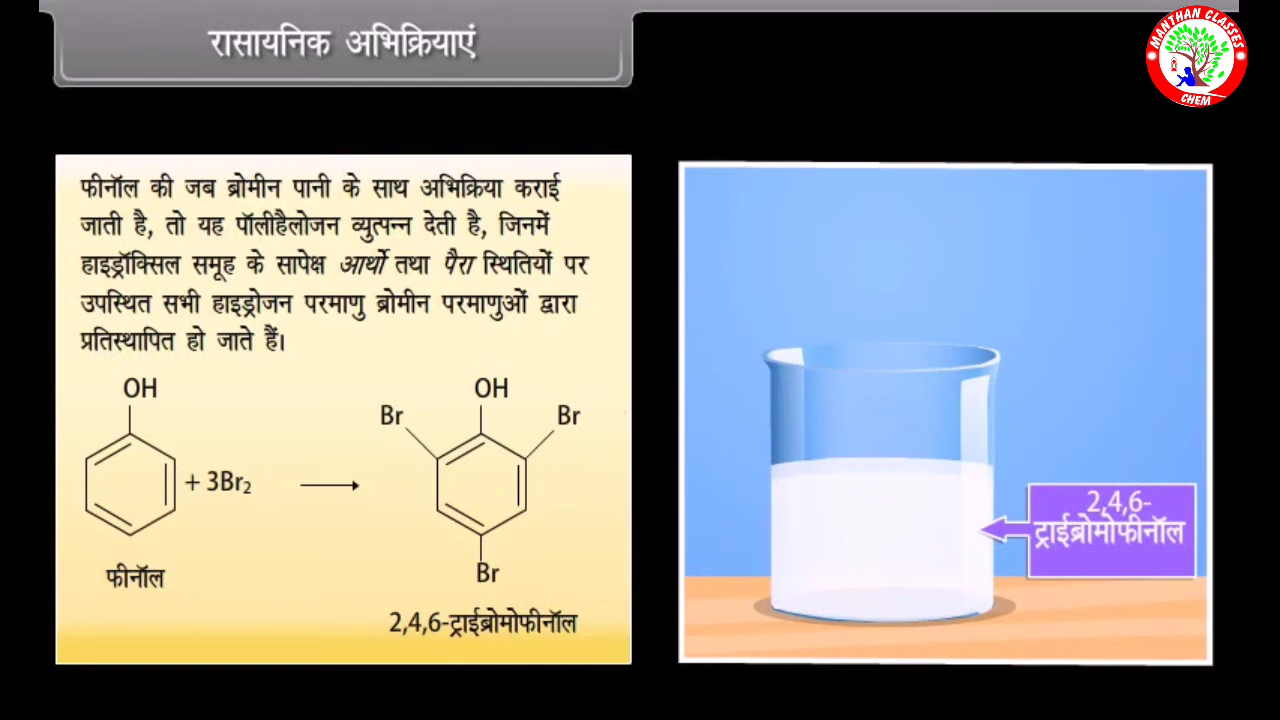 रासायनिक अभिक्रियाएं
MANTHAN CLASSES
CHEM
फीनॉल की जब ब्रोमीन पानी के साथ अभिक्रिया कराई
जाती है, तो यह पॉलीहैलोजन व्युत्पन्न देती है, जिनमें
हाइड्रॉक्सिल समूह के सापेक्ष आर्थो तथा पैरा स्थितियों पर
उपस्थित सभी हाइड्रोजन परमाणु ब्रोमीन परमाणुओं द्वारा
प्रतिस्थापित हो जाते हैं।
OH
OH
Br
Br
+ 3Br₂
Br
फीनॉल
2,4,6-ट्राईब्रोमोफीनॉल
2,4,6-
ट्राईब्रोमोफीनॉल